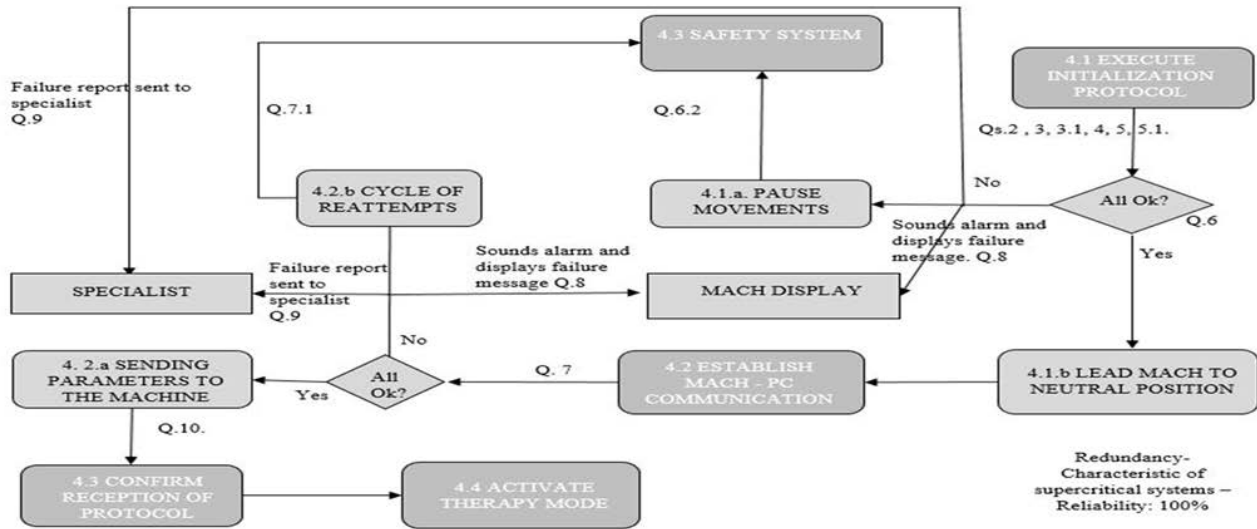 4.3 SAFETY SYSTEM
4.1 EXECUTE
INITIALIZATION
PROTOCOL
Failure report sent to
specialist
Q.9
Q.7.1
Q.6.2
Qs.2 , 3, 3.1, 4, 5, 5.1.
4.2.b CYCLE OF
REATTEMPTS
4.1.a. PAUSE
MOVEMENTS
No
All Ok?
Q.6
Sounds alarm and
displays failure
message. Q.8
Yes
Failure report
sent to
specialist
Q.9
Sounds alarm and
displays failure
message Q.8
SPECIALIST
MACH DISPLAY
No
4. 2.a SENDING
PARAMETERS TO
THE MACHINE
Yes
All
Ok?
Q. 7
4.2 ESTABLISH
MACH - PC
COMMUNICATION
4.1.b LEAD MACH TO
NEUTRAL POSITION
Q.10.
4.3 CONFIRM
RECEPTION OF
PROTOCOL
4.4 ACTIVATE
THERAPY MODE
Redundancy-
Characteristic of
supercritical systems –
Reliability: 100%